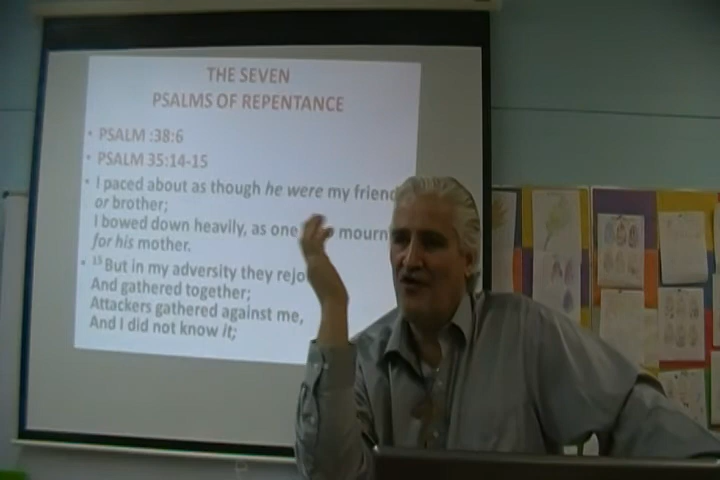 THE SEVEN
PSALMS OF REPENTANCE
• PSALM :38:6
• PSALM 35:14-15
• I paced about as though he were my friend
or brother;
I bowed down heavily, as one mourn
for his mother.
• 15 But in my adversity they rejo
And gathered together;
Attackers gathered against me,
And I did not know it;